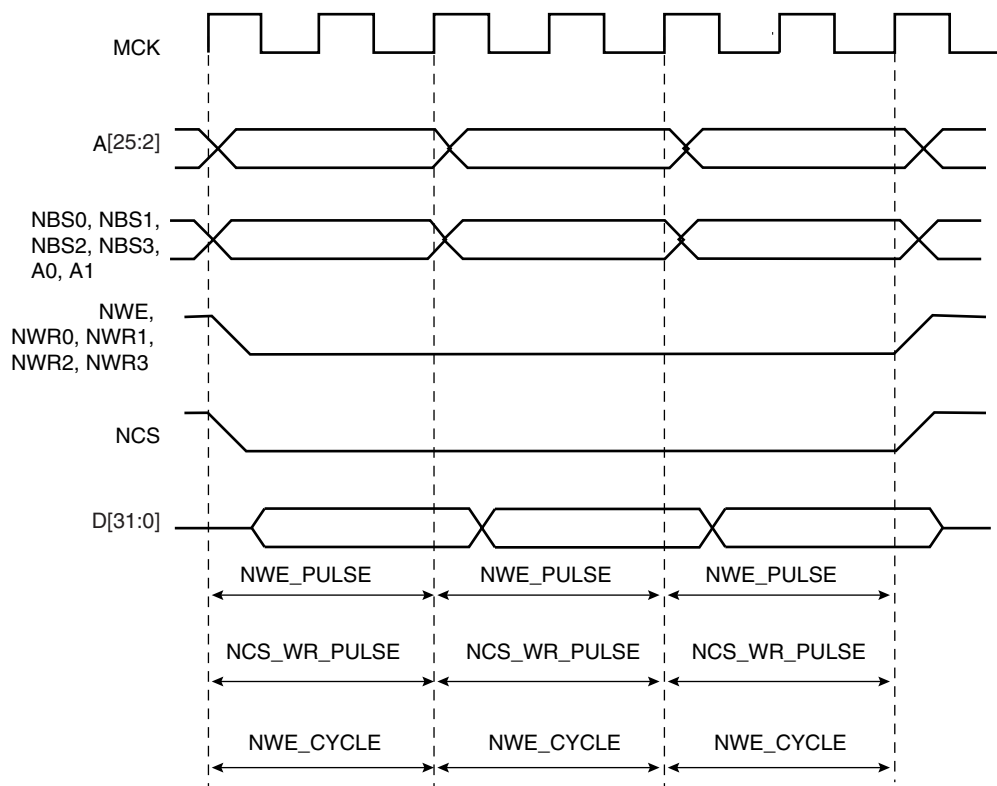 MCK
A[25:2]
NBS0, NBS1,
NBS2, NBS3,
A0, A1
NWE,
NWR0, NWR1,
NWR2, NWR3
NCS
D[31:0]
NWE_PULSE NWE_PULSE NWE_PULSE
NCS_WR_PULSE NCS_WR_PULSE NCS_WR_PULSE
NWE_CYCLE NWE_CYCLE NWE_CYCLE